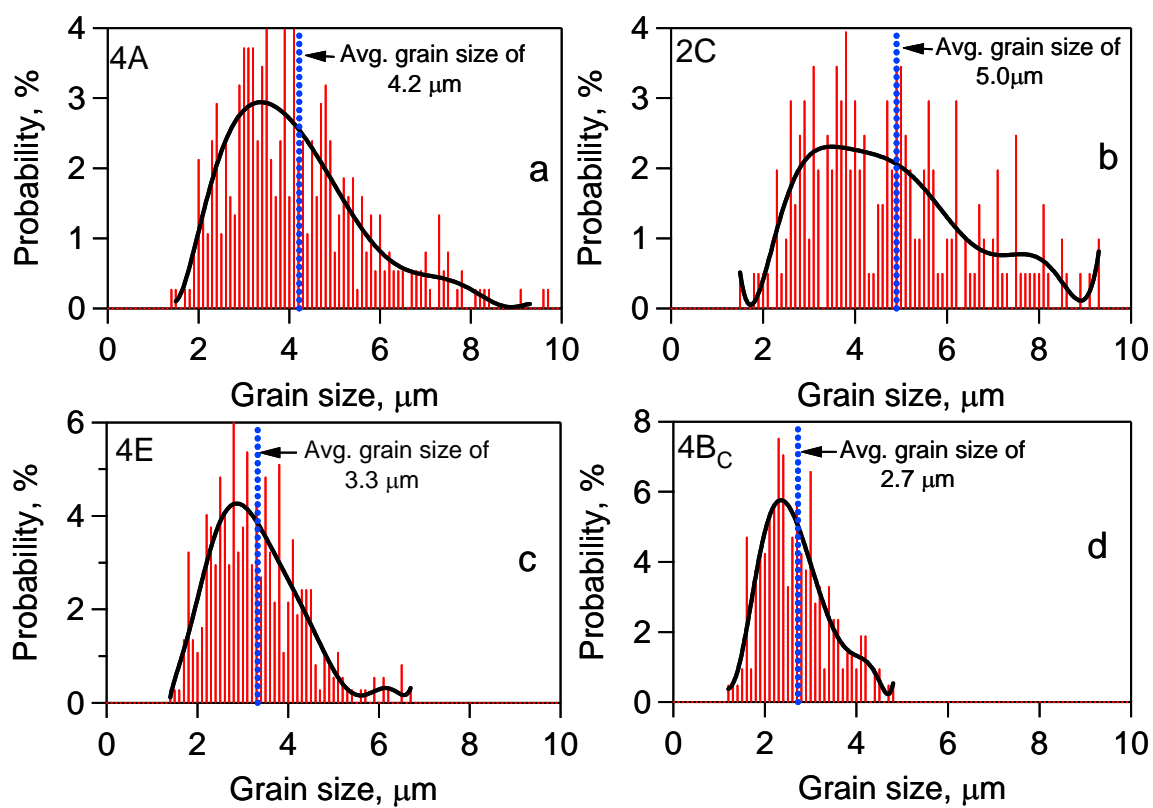 4A
Avg. grain size of
4.2 μm
a
Probability, %
4
3
2
1
0
0 2 4 6 8 10
Grain size, μm
2C
Avg. grain size of
5.0μm
b
Probability, %
4
3
2
1
0
0 2 4 6 8 10
Grain size, μm
4E
Avg. grain size of
3.3 μm
c
Probability, %
6
4
2
0
0 2 4 6 8 10
Grain size, μm
4B_C
Avg. grain size of
2.7 μm
d
Probability, %
8
6
4
2
0
0 2 4 6 8 10
Grain size, μm